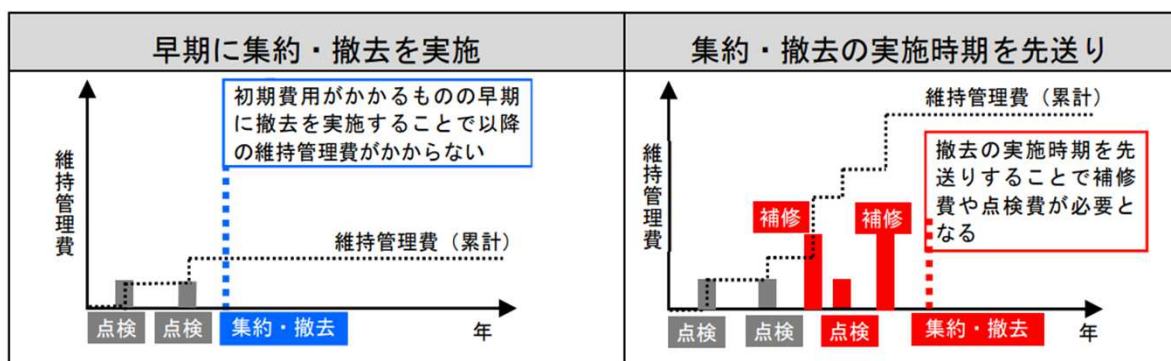 早期に集約・撤去を実施
集約・撤去の実施時期を先送り
初期費用がかかるものの早期
に撤去を実施することで以降
の維持管理費がかからない
維持管理費
維持管理費（累計）
点検
点検
集約・撤去
年
維持管理費（累計）
撤去の実施時期を先
送りすることで補修
費や点検費が必要と
なる
維持管理費
補修
補修
点検
点検
点検
集約・撤去
年